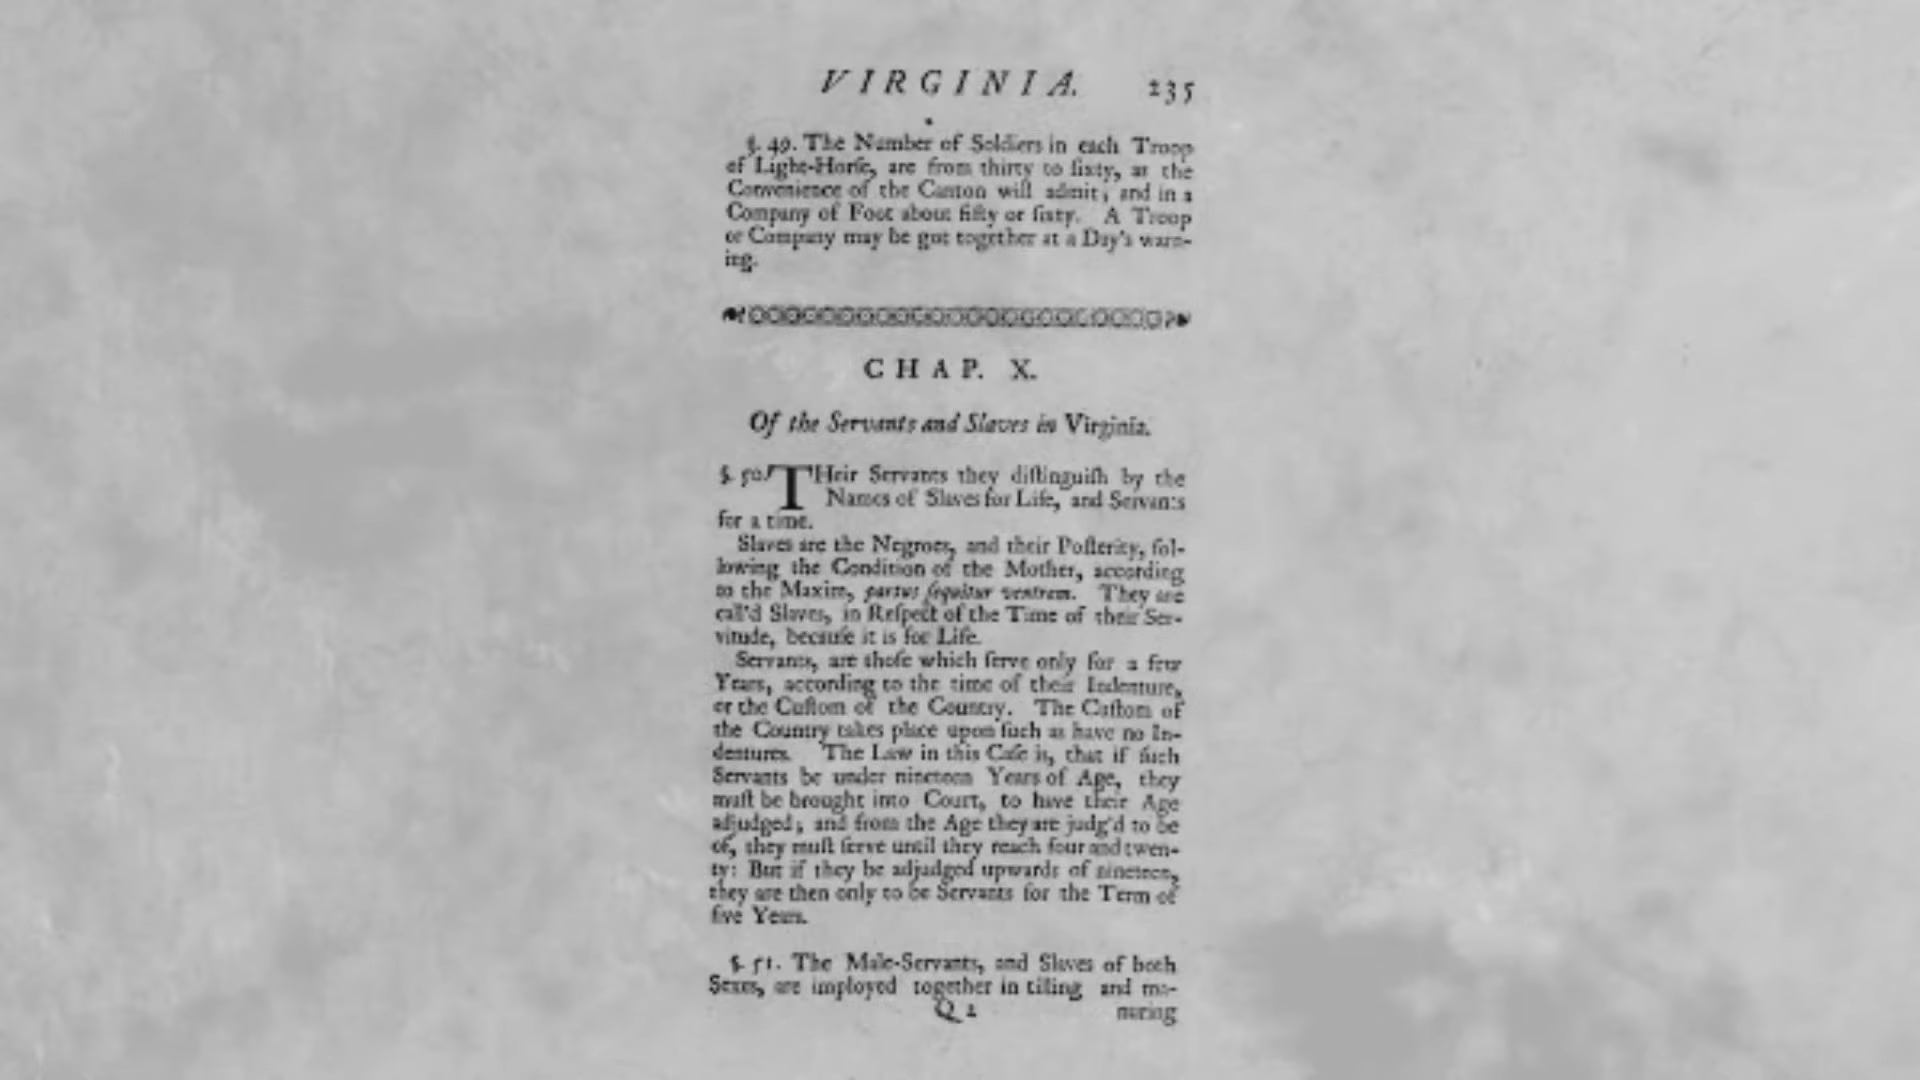 VIRGINIA. 235
§. 49. The Number of Soldiers in each Troop
of Light-Horſe, are from thirty to ſixty, as the
Convenience of the Canton will admit; and in a
Company of Foot about fifty or ſixty. A Troop
or Company may be got together at a Day's warn-
ing.
CHAP. X.
Of the Servants and Slaves in Virginia.
§. 50. THeir Servants they diſtinguiſh by the
Names of Slaves for Life, and Servants
for a time.
Slaves are the Negroes, and their Poſterity, fol-
lowing the Condition of the Mother, according
to the Maxim, partus ſequitur ventrem. They are
call'd Slaves, in Reſpect of the Time of their Ser-
vitude, becauſe it is for Life.
Servants, are thoſe which ſerve only for a few
Years, according to the time of their Indenture,
or the Cuſtom of the Country. The Cuſtom of
the Country takes place upon ſuch as have no In-
dentures. The Law in this Caſe is, that if ſuch
Servants be under nineteen Years of Age, they
muſt be brought into Court, to have their Age
adjudged; and from the Age they are judg'd to be
of, they muſt ſerve until they reach four and twen-
ty: But if they be adjudged upwards of nineteen,
they are then only to be Servants for the Term of
five Years.
§. 51. The Male-Servants, and Slaves of both
Sexes, are imployed together in tilling and ma-
Q 2 nuring